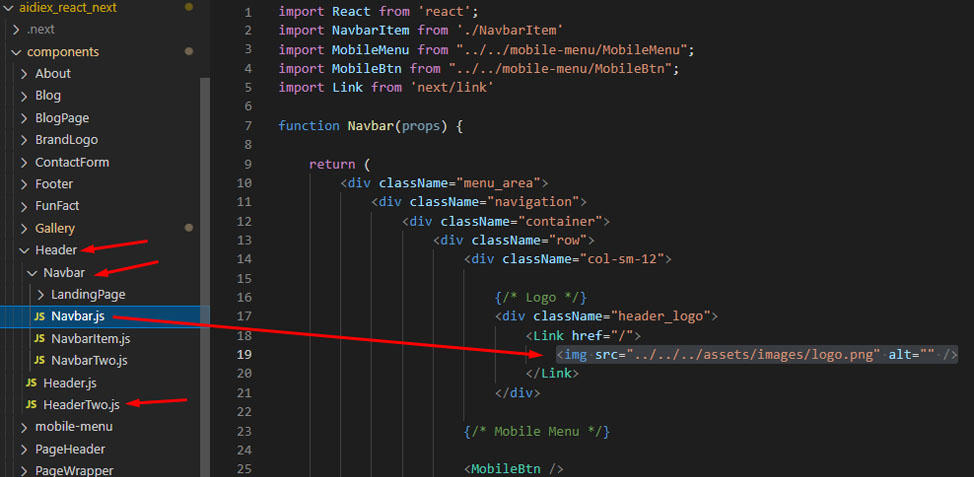 aidiex_react_next
.next
components
About
Blog
BlogPage
BrandLogo
ContactForm
Footer
FunFact
Gallery
Header
Navbar
LandingPage
JS Navbar.js
JS NavbarItem.js
JS NavbarTwo.js
JS Header.js
JS HeaderTwo.js
mobile-menu
PageHeader
PageWrapper
1 import React from 'react';
2 import NavbarItem from './NavbarItem'
3 import MobileMenu from "../../mobile-menu/MobileMenu";
4 import MobileBtn from "../../mobile-menu/MobileBtn";
5 import Link from 'next/link'
6
7 function Navbar(props) {
8
9 return (
10 <div className="menu_area">
11 <div className="navigation">
12 <div className="container">
13 <div className="row">
14 <div className="col-sm-12">
15
16 {/* Logo */}
17 <div className="header_logo">
18 <Link href="/">
19 <img src="../../../assets/images/logo.png" alt="" />
20 </Link>
21 </div>
22
23 {/* Mobile Menu */}
24
25 <MobileBtn />